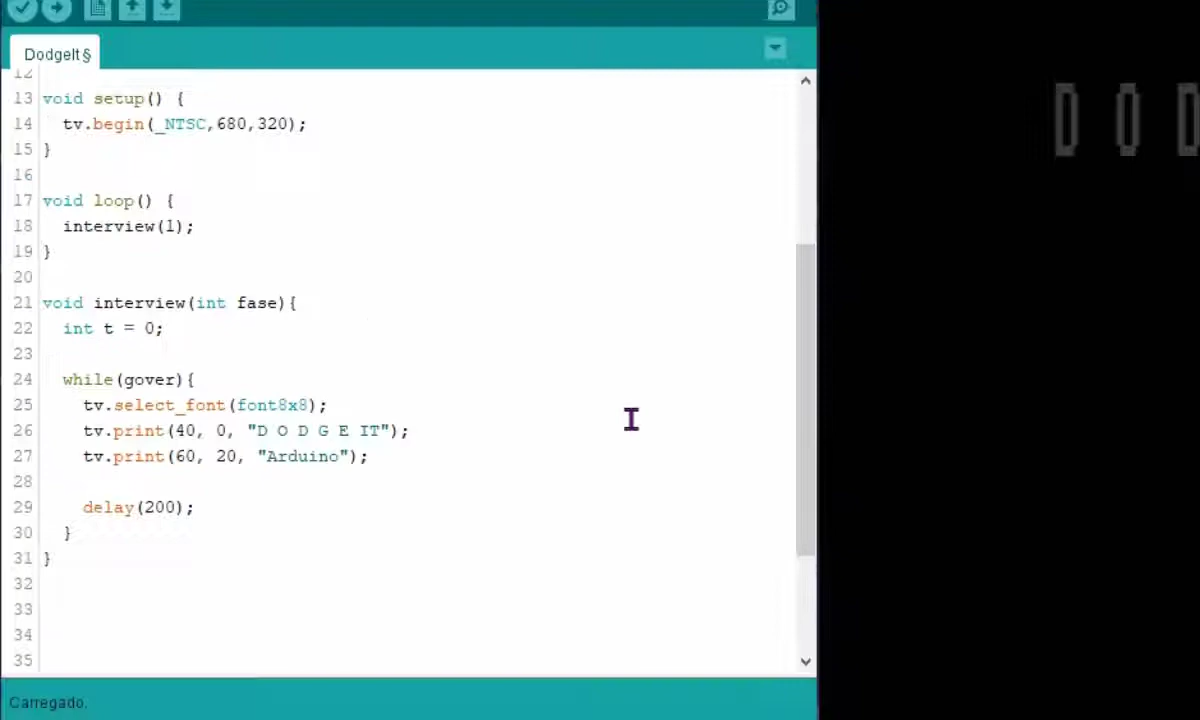 DodgeIt§
12
13 void setup() {
14   tv.begin(_NTSC,680,320);
15 }
16
17 void loop() {
18   interview(1);
19 }
20
21 void interview(int fase){
22   int t = 0;
23
24   while(gover){
25     tv.select_font(font8x8);
26     tv.print(40, 0, "D O D G E IT");
27     tv.print(60, 20, "Arduino");
28
29     delay(200);
30   }
31 }
32
33
34
35
Carregado.
D O D